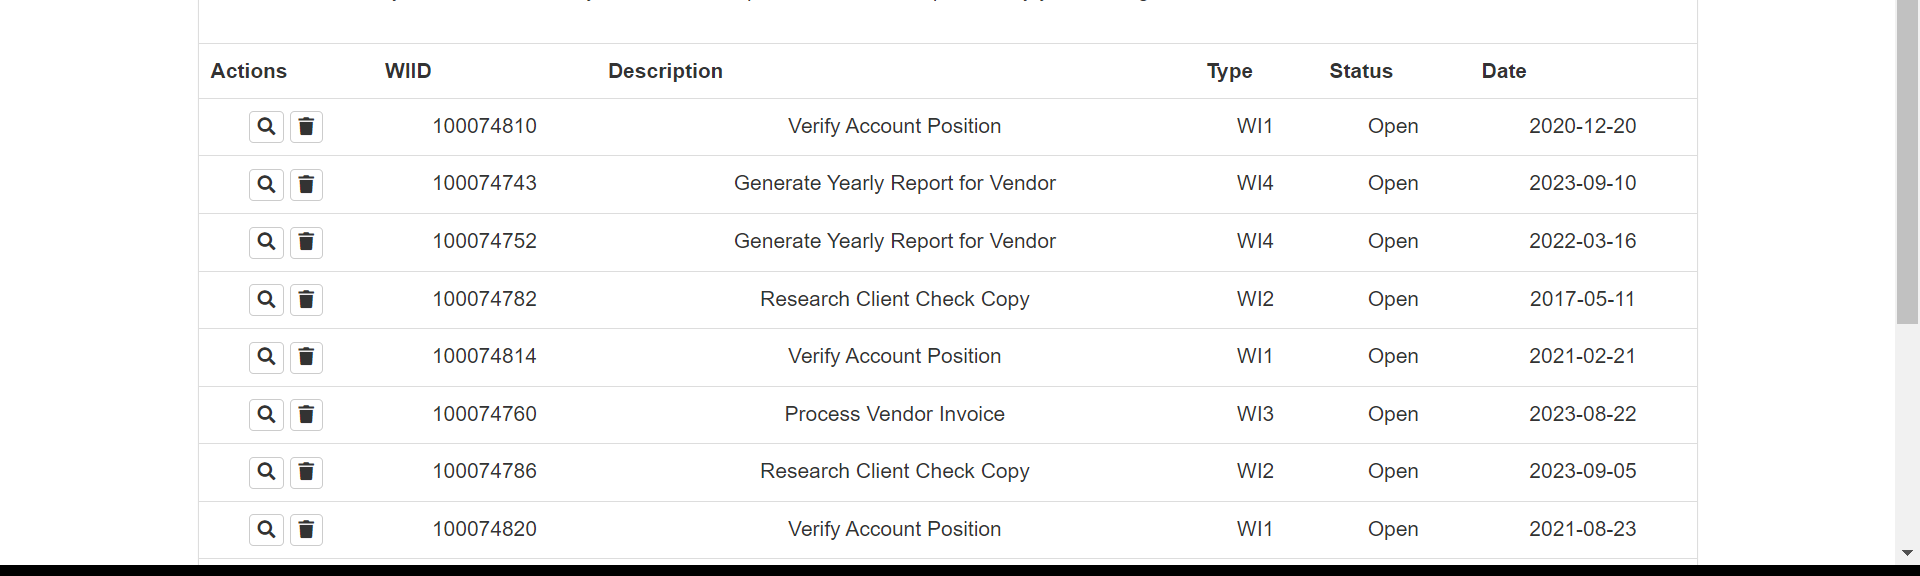 Actions WIID Description Type Status Date
100074810 Verify Account Position WI1 Open 2020-12-20
100074743 Generate Yearly Report for Vendor WI4 Open 2023-09-10
100074752 Generate Yearly Report for Vendor WI4 Open 2022-03-16
100074782 Research Client Check Copy WI2 Open 2017-05-11
100074814 Verify Account Position WI1 Open 2021-02-21
100074760 Process Vendor Invoice WI3 Open 2023-08-22
100074786 Research Client Check Copy WI2 Open 2023-09-05
100074820 Verify Account Position WI1 Open 2021-08-23